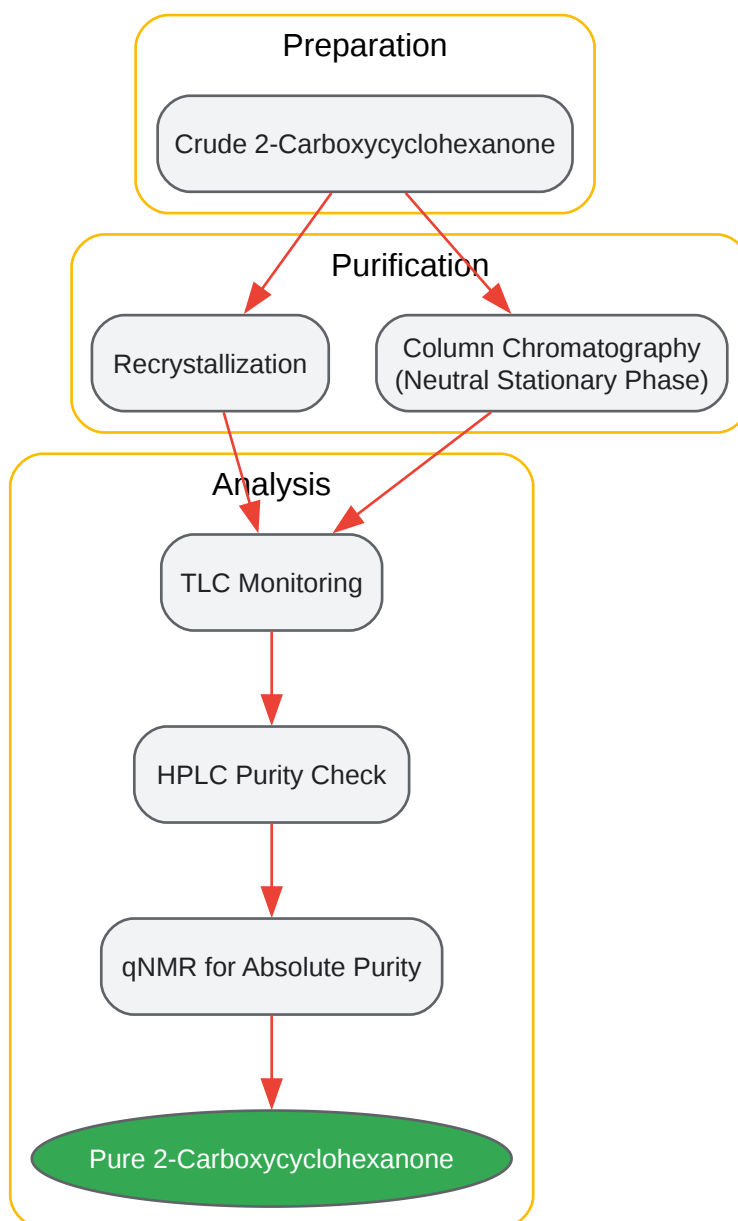 Preparation
Crude 2-Carboxycyclohexanone
Purification
Recrystallization
Column Chromatography
(Neutral Stationary Phase)
Analysis
TLC Monitoring
HPLC Purity Check
qNMR for Absolute Purity
Pure 2-Carboxycyclohexanone